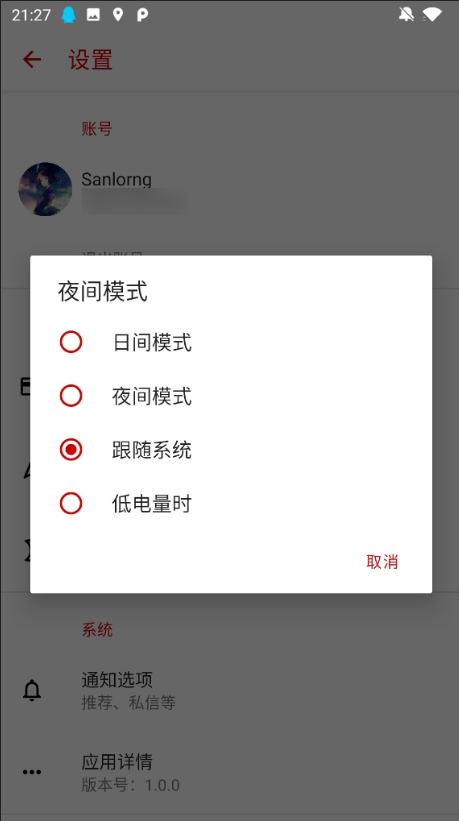 21:27
设置
账号
Sanlorng
夜间模式
日间模式
夜间模式
跟随系统
低电量时
取消
系统
通知选项
推荐、私信等
应用详情
版本号：1.0.0